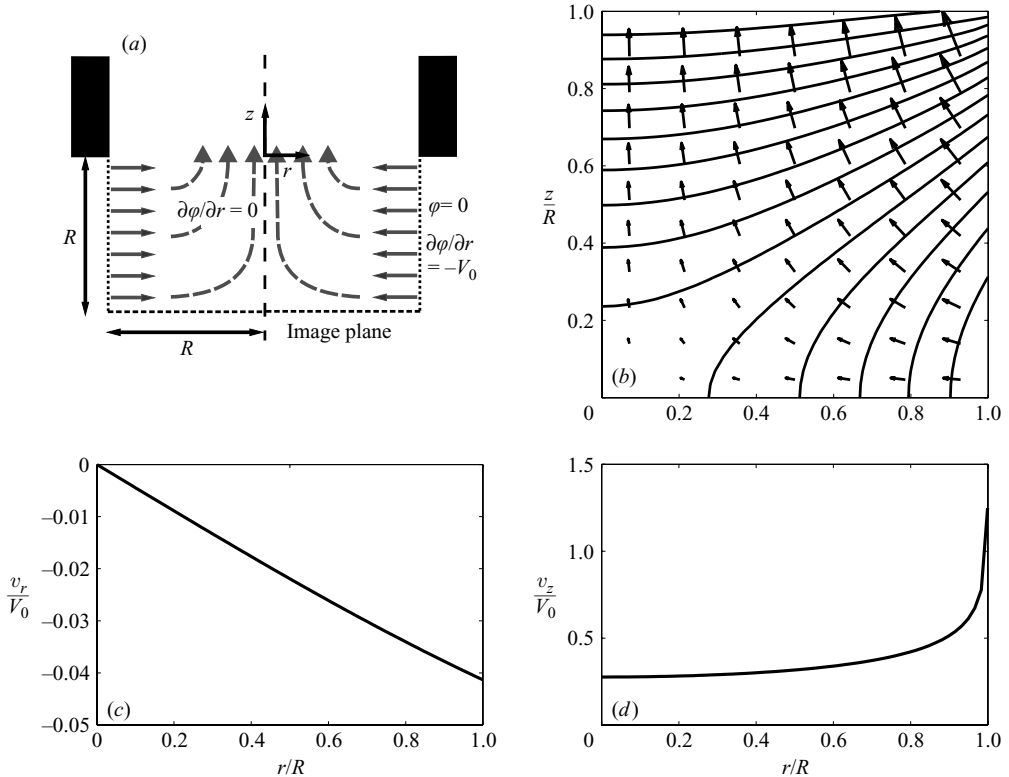 (a)
z
r
∂φ/∂r = 0
φ= 0
∂φ/∂r
= –V₀
R
R
Image plane
1.0
0.8
0.6
z/R
0.4
0.2
(b)
0 0.2 0.4 0.6 0.8 1.0
0
–0.01
–0.02
v_r/V₀
–0.03
–0.04
–0.05
(c)
0 0.2 0.4 0.6 0.8 1.0
r/R
1.5
1.0
v_z/V₀
0.5
(d)
0 0.2 0.4 0.6 0.8 1.0
r/R